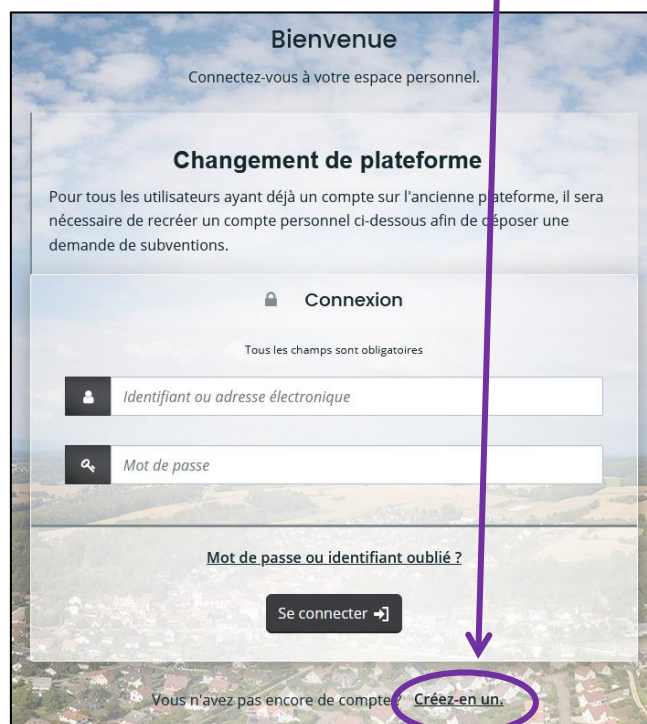 Bienvenue
Connectez-vous à votre espace personnel.
Changement de plateforme
Pour tous les utilisateurs ayant déjà un compte sur l'ancienne plateforme, il sera
nécessaire de recréer un compte personnel ci-dessous afin de déposer une
demande de subventions.
Connexion
Tous les champs sont obligatoires
Identifiant ou adresse électronique
Mot de passe
Mot de passe ou identifiant oublié ?
Se connecter
Vous n'avez pas encore de compte ? Créez-en un.